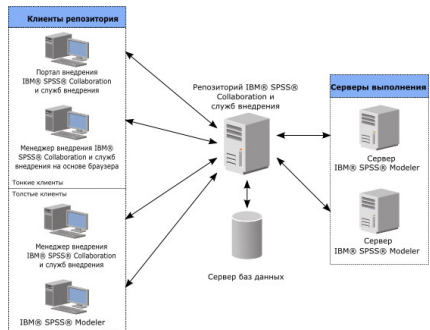 Клиенты репозитория
Портал внедрения
IBM® SPSS® Collaboration
и служб внедрения
Менеджер внедрения IBM®
SPSS® Collaboration и служб
внедрения на основе браузера
Тонкие клиенты
Толстые клиенты
Менеджер внедрения
IBM® SPSS® Collaboration
и служб внедрения
IBM® SPSS® Modeler
Репозиторий IBM® SPSS®
Collaboration и
служб внедрения
Сервер баз данных
Серверы выполнения
Сервер
IBM® SPSS® Modeler
Сервер
IBM® SPSS® Modeler